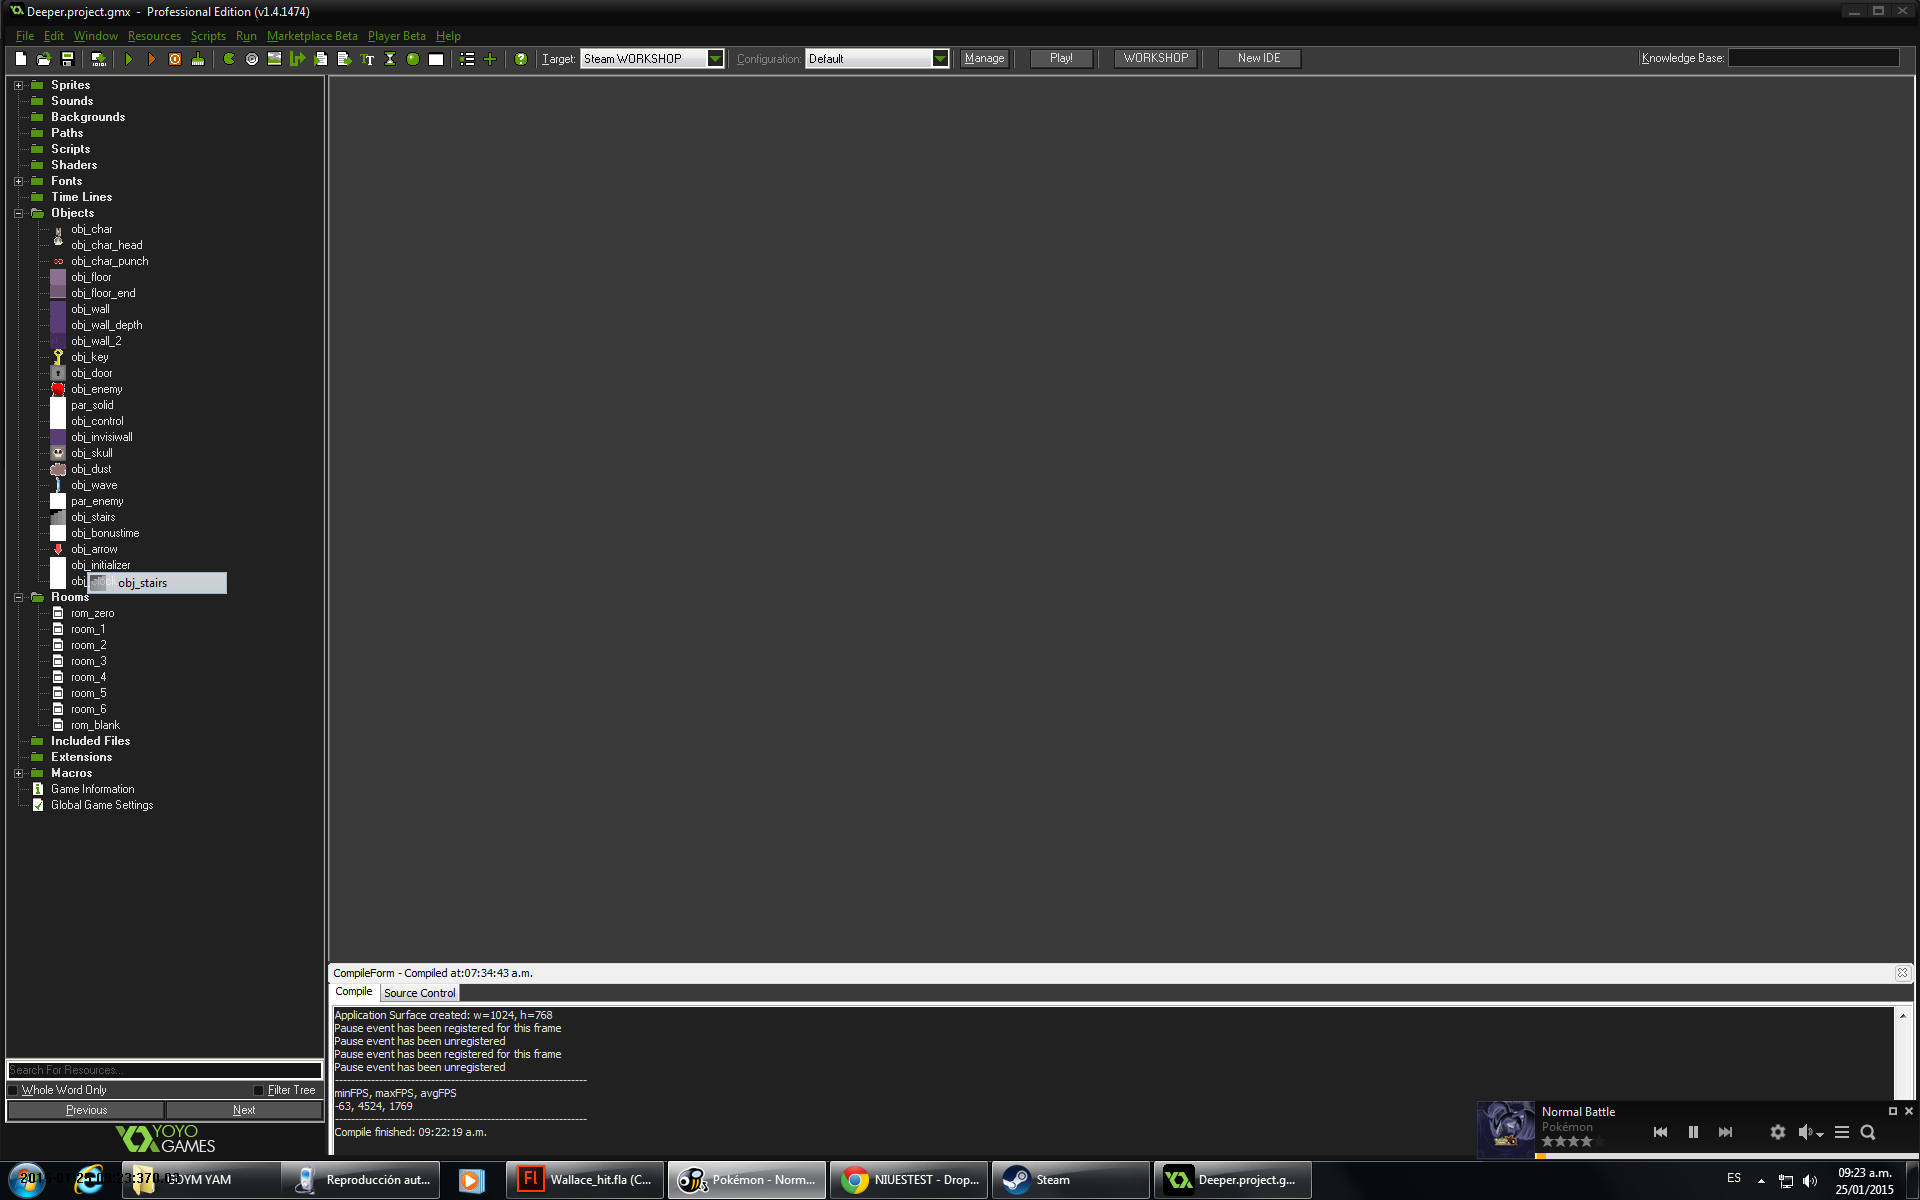 Deeper.project.gmx - Professional Edition (v1.4.1474)
File Edit Window Resources Scripts Run Marketplace Beta Player Beta Help
Target: Steam WORKSHOP Configuration: Default Manage Play! WORKSHOP New IDE Knowledge Base:
Sprites
Sounds
Backgrounds
Paths
Scripts
Shaders
Fonts
Time Lines
Objects
obj_char
obj_char_head
obj_char_punch
obj_floor
obj_floor_end
obj_wall
obj_wall_depth
obj_wall_2
obj_key
obj_door
obj_enemy
par_solid
obj_control
obj_invisiwall
obj_skull
obj_dust
obj_wave
par_enemy
obj_stairs
obj_bonustime
obj_arrow
obj_initializer
obj_stairs
Rooms
rom_zero
room_1
room_2
room_3
room_4
room_5
room_6
rom_blank
Included Files
Extensions
Macros
Game Information
Global Game Settings
CompileForm - Compiled at:07:34:43 a.m.
Compile Source Control
Application Surface created: w=1024, h=768
Pause event has been registered for this frame
Pause event has been unregistered
Pause event has been registered for this frame
Pause event has been unregistered
minFPS, maxFPS, avgFPS
-63, 4524, 1769
Compile finished: 09:22:19 a.m.
Search For Resources...
Whole Word Only Filter Tree
Previous Next
YOYO
GAMES
Normal Battle
Pokémon
YAM
Reproducción aut...
Wallace_hit.fla (C...
Pokémon - Norm...
NIUESTEST - Drop...
Steam
Deeper.project.g...
ES
09:23 a.m.
25/01/2015